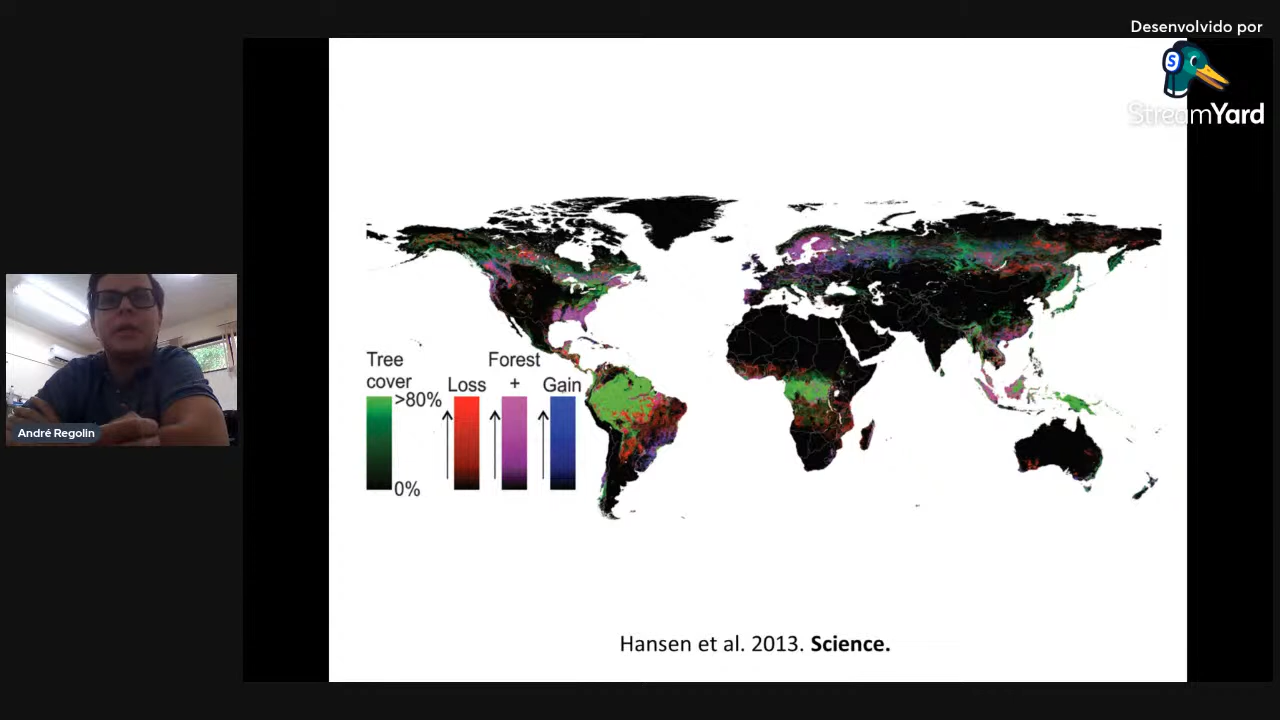 Desenvolvido por
S
StreamYard
Tree
cover
>80%
0%
Loss
Forest
+
Gain
André Regolin
Hansen et al. 2013. Science.